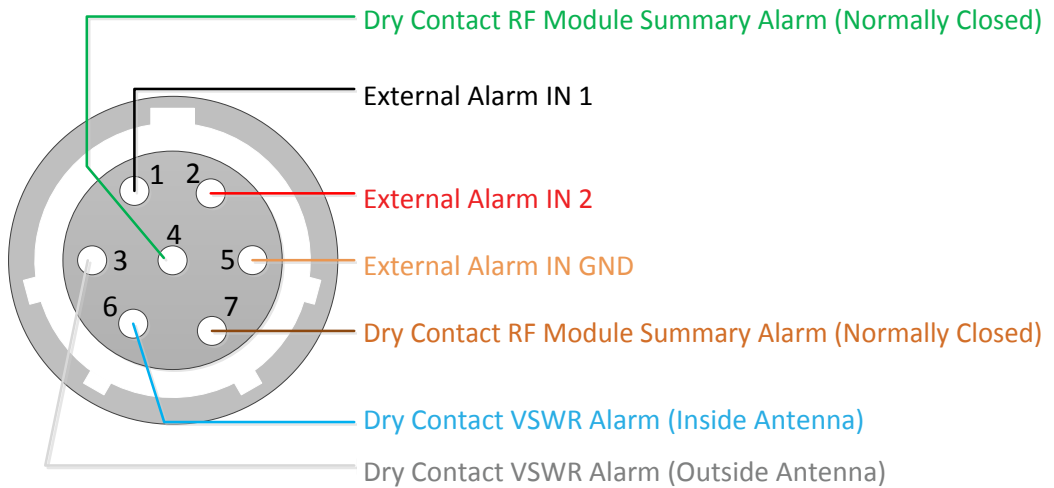 Dry Contact RF Module Summary Alarm (Normally Closed)
External Alarm IN 1
1 2
External Alarm IN 2
4
3 5
External Alarm IN GND
6 7
Dry Contact RF Module Summary Alarm (Normally Closed)
Dry Contact VSWR Alarm (Inside Antenna)
Dry Contact VSWR Alarm (Outside Antenna)